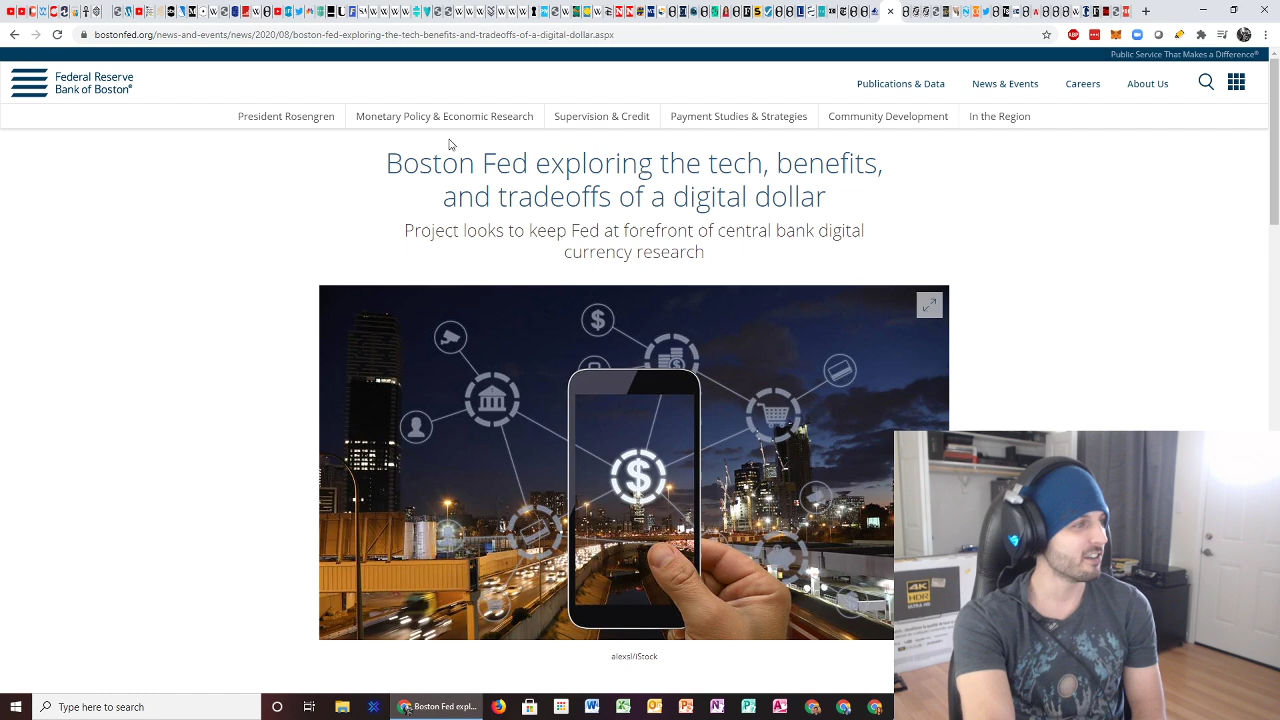 bostonfed.org/news-and-events/news/2020/08/boston-fed-exploring-the-tech-benefits-and-tradeoffs-of-a-digital-dollar.aspx
ABP
Public Service That Makes a Difference®
Federal Reserve
Bank of Boston®
Publications & Data
News & Events
Careers
About Us
President Rosengren
Monetary Policy & Economic Research
Supervision & Credit
Payment Studies & Strategies
Community Development
In the Region
Boston Fed exploring the tech, benefits,
and tradeoffs of a digital dollar
Project looks to keep Fed at forefront of central bank digital
currency research
$
$
4K
HDR
ULTRA HD
alexsl/iStock
Type here to search
Boston Fed expl...